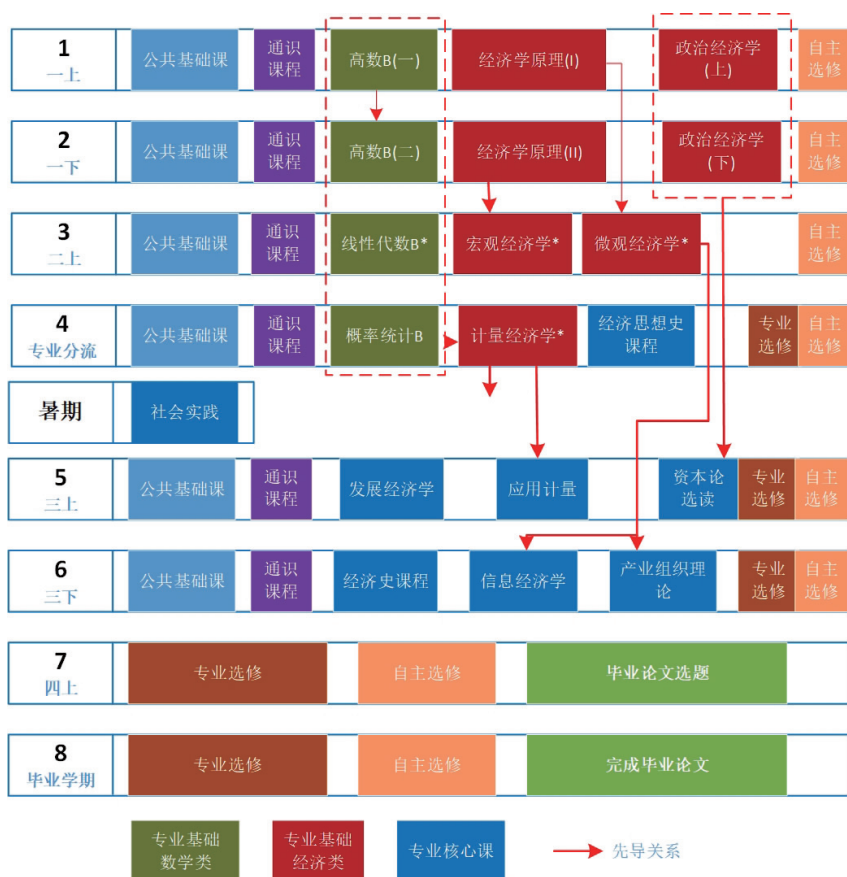 1
一上
公共基础课
通识
课程
高数B(一)
经济学原理(I)
政治经济学
(上)
自主
选修
2
一下
公共基础课
通识
课程
高数B(二)
经济学原理(II)
政治经济学
(下)
自主
选修
3
二上
公共基础课
通识
课程
线性代数B*
宏观经济学*
微观经济学*
自主
选修
4
专业分流
公共基础课
通识
课程
概率统计B
计量经济学*
经济思想史
课程
专业
选修
自主
选修
暑期
社会实践
5
三上
公共基础课
通识
课程
发展经济学
应用计量
资本论
选读
专业
选修
自主
选修
6
三下
公共基础课
通识
课程
经济史课程
信息经济学
产业组织理
论
专业
选修
自主
选修
7
四上
专业选修
自主选修
毕业论文选题
8
毕业学期
专业选修
自主选修
完成毕业论文
专业基础
数学类
专业基础
经济类
专业核心课
先导关系